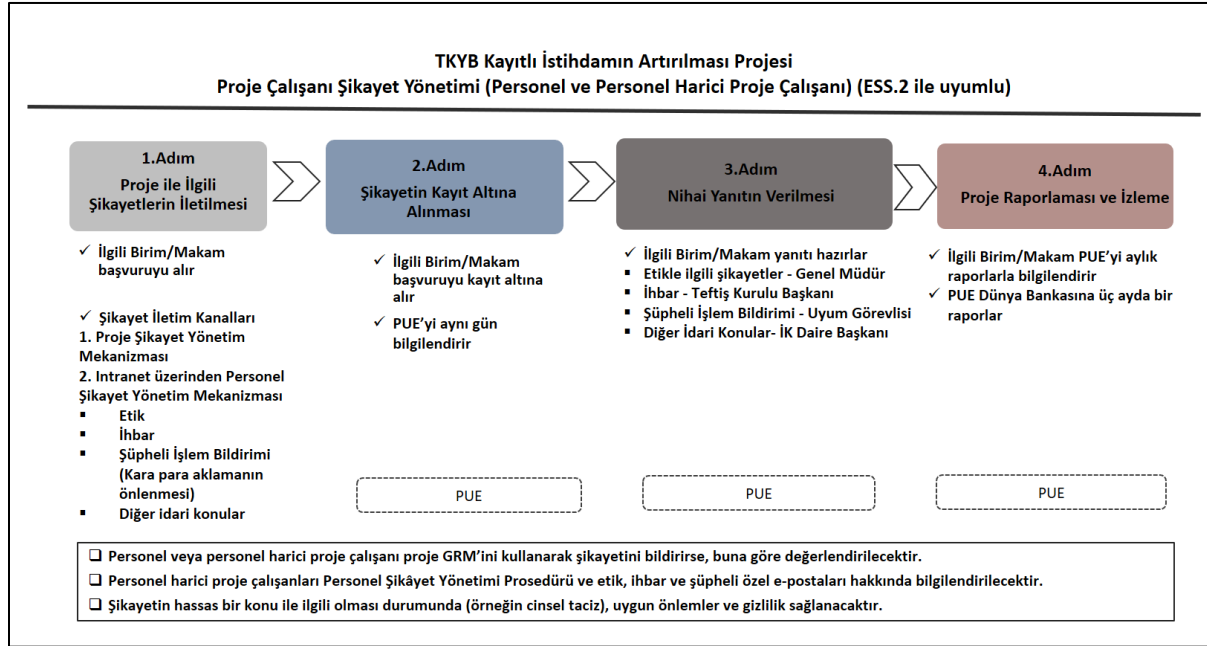 TKYB Kayıtlı İstihdamın Artırılması Projesi
Proje Çalışanı Şikayet Yönetimi (Personel ve Personel Harici Proje Çalışanı) (ESS.2 ile uyumlu)
1.Adım
Proje ile İlgili
Şikayetlerin İletilmesi
✓ İlgili Birim/Makam
başvuruyu alır
✓ Şikayet İletim Kanalları
1. Proje Şikayet Yönetim
Mekanizması
2. Intranet üzerinden Personel
Şikayet Yönetim Mekanizması
▪ Etik
▪ İhbar
▪ Şüpheli İşlem Bildirimi
(Kara para aklamanın
önlenmesi)
▪ Diğer idari konular
2.Adım
Şikayetin Kayıt Altına
Alınması
✓ İlgili Birim/Makam
başvuruyu kayıt altına
alır
✓ PUE’yi aynı gün
bilgilendirir
PUE
3.Adım
Nihai Yanıtın Verilmesi
✓ İlgili Birim/Makam yanıtı hazırlar
▪ Etikle ilgili şikayetler - Genel Müdür
▪ İhbar - Teftiş Kurulu Başkanı
▪ Şüpheli İşlem Bildirimi - Uyum Görevlisi
▪ Diğer İdari Konular- İK Daire Başkanı
PUE
4.Adım
Proje Raporlaması ve İzleme
✓ İlgili Birim/Makam PUE’yi aylık
raporlarla bilgilendirir
✓ PUE Dünya Bankasına üç ayda bir
raporlar
PUE
❑ Personel veya personel harici proje çalışanı proje GRM’ini kullanarak şikayetini bildirirse, buna göre değerlendirilecektir.
❑ Personel harici proje çalışanları Personel Şikâyet Yönetimi Prosedürü ve etik, ihbar ve şüpheli özel e-postaları hakkında bilgilendirilecektir.
❑ Şikayetin hassas bir konu ile ilgili olması durumunda (örneğin cinsel taciz), uygun önlemler ve gizlilik sağlanacaktır.